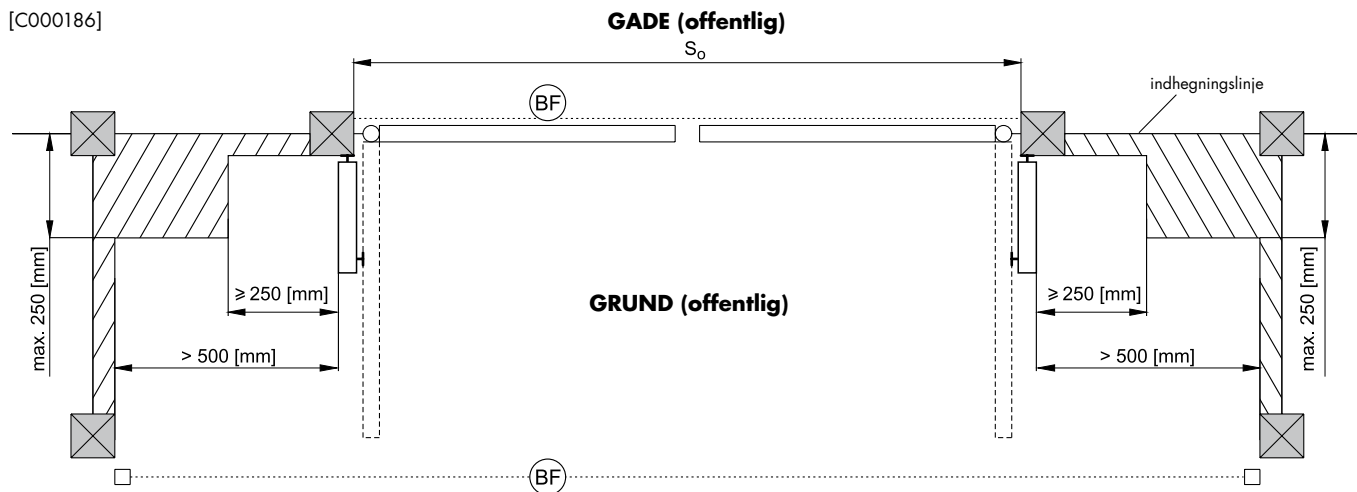 [C000186]
GADE (offentlig)
So
BF
indhegningslinje
max. 250 [mm]
≥ 250 [mm]
> 500 [mm]
GRUND (offentlig)
≥ 250 [mm]
> 500 [mm]
max. 250 [mm]
BF